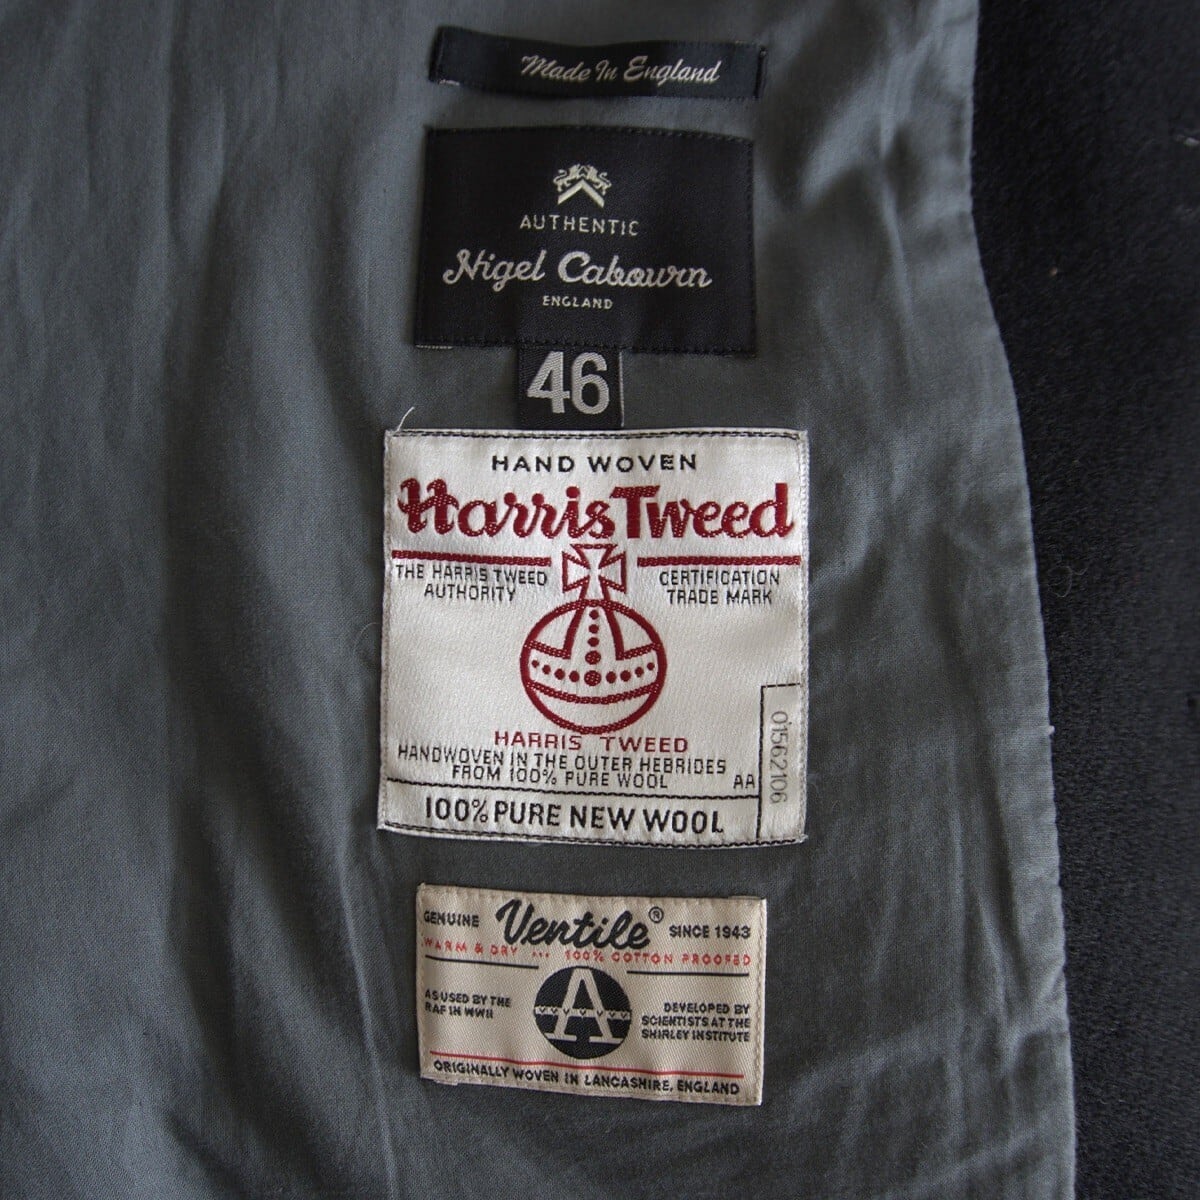 Made In England
AUTHENTIC
Nigel Cabourn
ENGLAND
46
HAND WOVEN
Harris Tweed
THE HARRIS TWEED
AUTHORITY
CERTIFICATION
TRADE MARK
HARRIS TWEED
HANDWOVEN IN THE OUTER HEBRIDES
FROM 100% PURE WOOL
AA
01562106
100% PURE NEW WOOL
GENUINE
Ventile®
SINCE 1943
WARM & DRY ... 100% COTTON PROOFED
AS USED BY THE
RAF IN WWII
A
DEVELOPED BY
SCIENTISTS AT THE
SHIRLEY INSTITUTE
ORIGINALLY WOVEN IN LANCASHIRE, ENGLAND